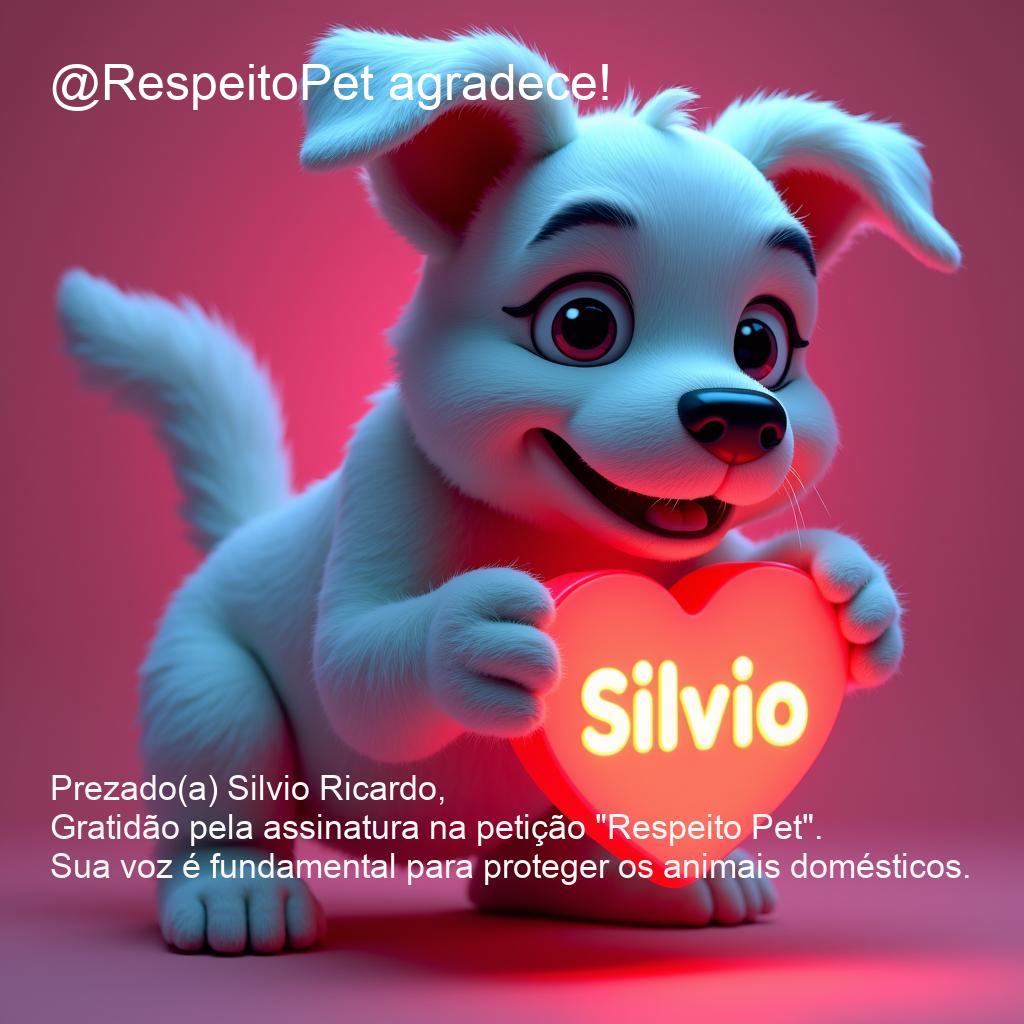 @RespeitoPet agradece!
Silvio
Prezado(a) Silvio Ricardo,
Gratidão pela assinatura na petição "Respeito Pet".
Sua voz é fundamental para proteger os animais domésticos.